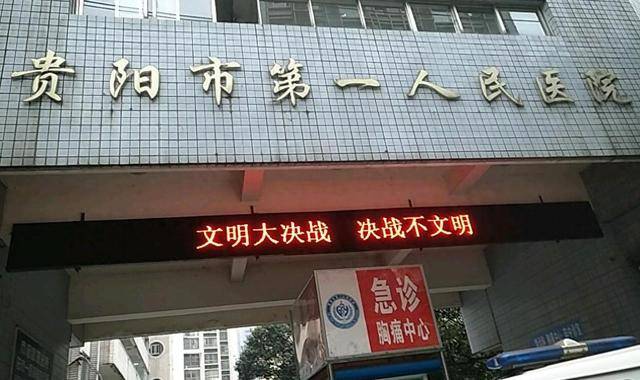 贵阳市第一人民医院
文明大决战 决战不文明
急诊
胸痛中心